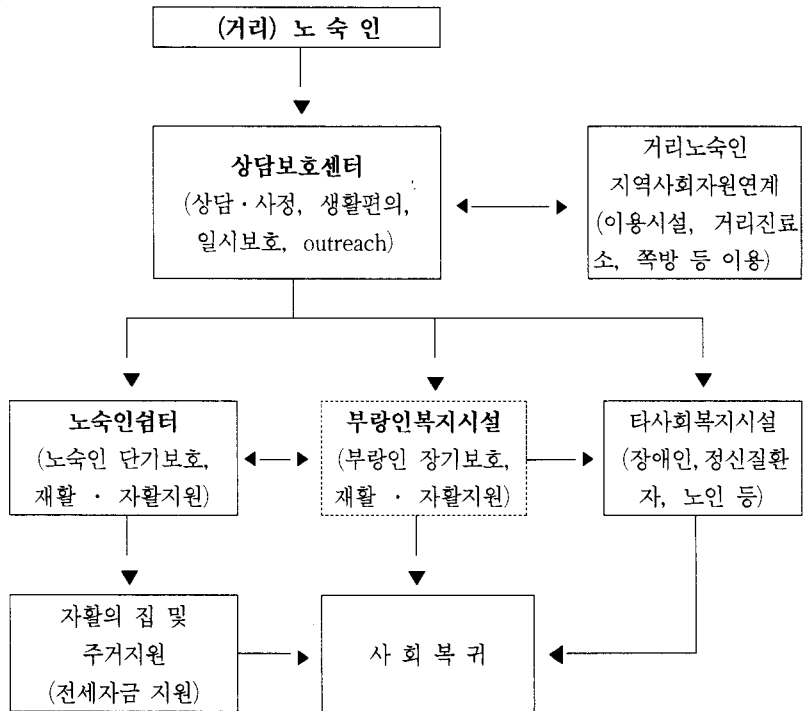 (거리) 노 숙 인
상담보호센터
(상담·사정, 생활편의,
일시보호, outreach)
거리노숙인
지역사회자원연계
(이용시설, 거리진료
소, 쪽방 등 이용)
노숙인쉼터
(노숙인 단기보호,
재활 · 자활지원)
부랑인복지시설
(부랑인 장기보호,
재활 · 자활지원)
타사회복지시설
(장애인, 정신질환
자, 노인 등)
자활의 집 및
주거지원
(전세자금 지원)
사 회 복 귀